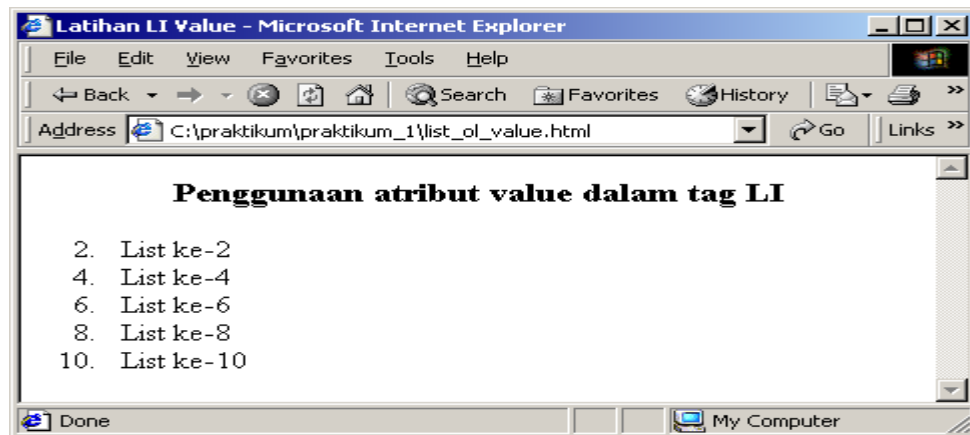 Latihan LI Value - Microsoft Internet Explorer
File Edit View Favorites Tools Help
Back Search Favorites History »
Address C:\praktikum\praktikum_1\list_ol_value.html Go Links »
Penggunaan atribut value dalam tag LI
2. List ke-2
4. List ke-4
6. List ke-6
8. List ke-8
10. List ke-10
Done My Computer